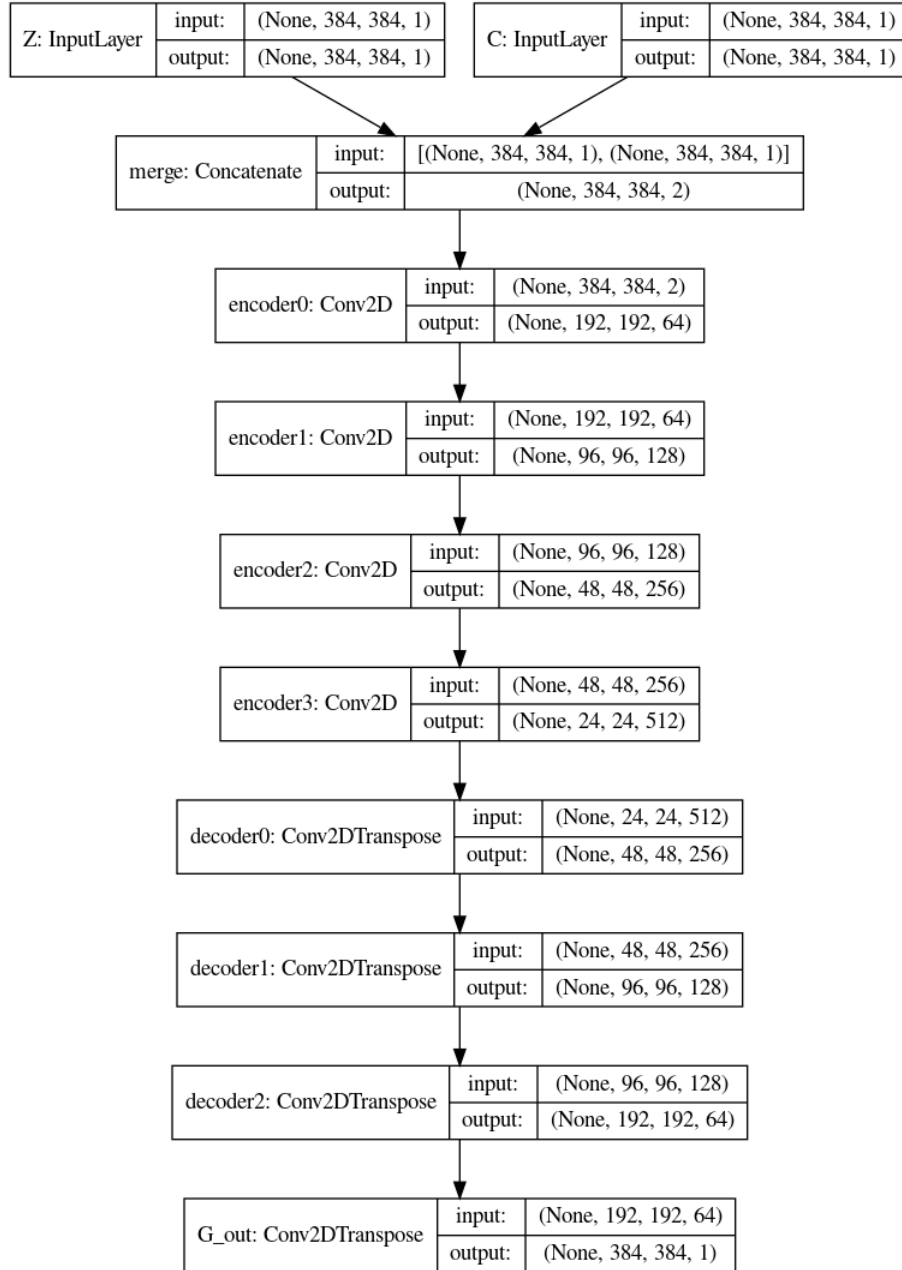 Z: InputLayer input: (None, 384, 384, 1)
output: (None, 384, 384, 1)
C: InputLayer input: (None, 384, 384, 1)
output: (None, 384, 384, 1)
merge: Concatenate input: [(None, 384, 384, 1), (None, 384, 384, 1)]
output: (None, 384, 384, 2)
encoder0: Conv2D input: (None, 384, 384, 2)
output: (None, 192, 192, 64)
encoder1: Conv2D input: (None, 192, 192, 64)
output: (None, 96, 96, 128)
encoder2: Conv2D input: (None, 96, 96, 128)
output: (None, 48, 48, 256)
encoder3: Conv2D input: (None, 48, 48, 256)
output: (None, 24, 24, 512)
decoder0: Conv2DTranspose input: (None, 24, 24, 512)
output: (None, 48, 48, 256)
decoder1: Conv2DTranspose input: (None, 48, 48, 256)
output: (None, 96, 96, 128)
decoder2: Conv2DTranspose input: (None, 96, 96, 128)
output: (None, 192, 192, 64)
G_out: Conv2DTranspose input: (None, 192, 192, 64)
output: (None, 384, 384, 1)